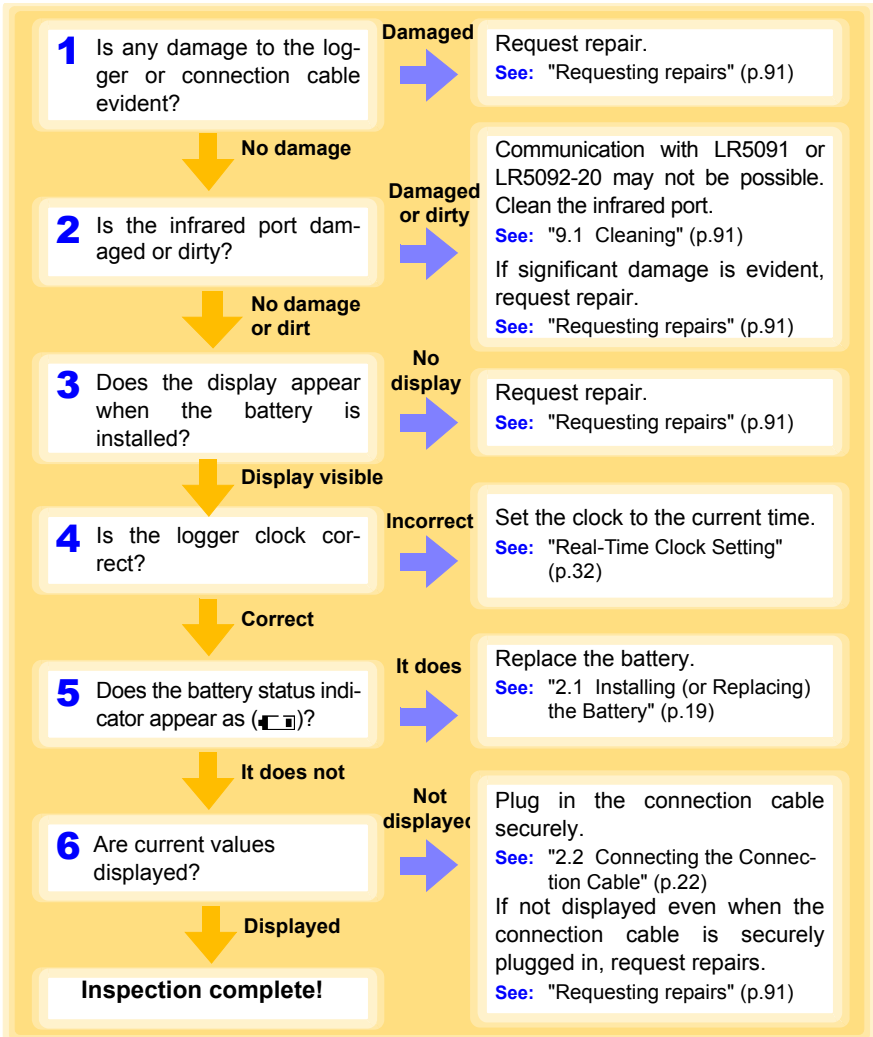 1 Is any damage to the log-
ger or connection cable
evident?
Damaged
Request repair.
See: "Requesting repairs" (p.91)
No damage
2 Is the infrared port dam-
aged or dirty?
Damaged
or dirty
Communication with LR5091 or
LR5092-20 may not be possible.
Clean the infrared port.
See: "9.1 Cleaning" (p.91)
If significant damage is evident,
request repair.
See: "Requesting repairs" (p.91)
No damage
or dirt
3 Does the display appear
when the battery is
installed?
No
display
Request repair.
See: "Requesting repairs" (p.91)
Display visible
4 Is the logger clock cor-
rect?
Incorrect
Set the clock to the current time.
See: "Real-Time Clock Setting"
(p.32)
Correct
5 Does the battery status indi-
cator appear as ( )?
It does
Replace the battery.
See: "2.1 Installing (or Replacing)
the Battery" (p.19)
It does not
6 Are current values
displayed?
Not
displayed
Plug in the connection cable
securely.
See: "2.2 Connecting the Connec-
tion Cable" (p.22)
If not displayed even when the
connection cable is securely
plugged in, request repairs.
See: "Requesting repairs" (p.91)
Displayed
Inspection complete!